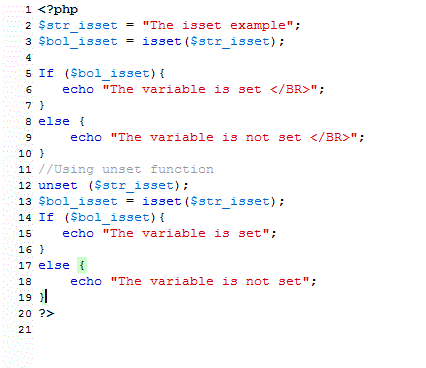 1 <?php
2 $str_isset = "The isset example";
3 $bol_isset = isset($str_isset);
4
5 If ($bol_isset){
6    echo "The variable is set </BR>";
7 }
8 else {
9     echo "The variable is not set </BR>";
10 }
11 //Using unset function
12 unset ($str_isset);
13 $bol_isset = isset($str_isset);
14 If ($bol_isset){
15    echo "The variable is set";
16 }
17 else {
18     echo "The variable is not set";
19 }
20 ?>
21